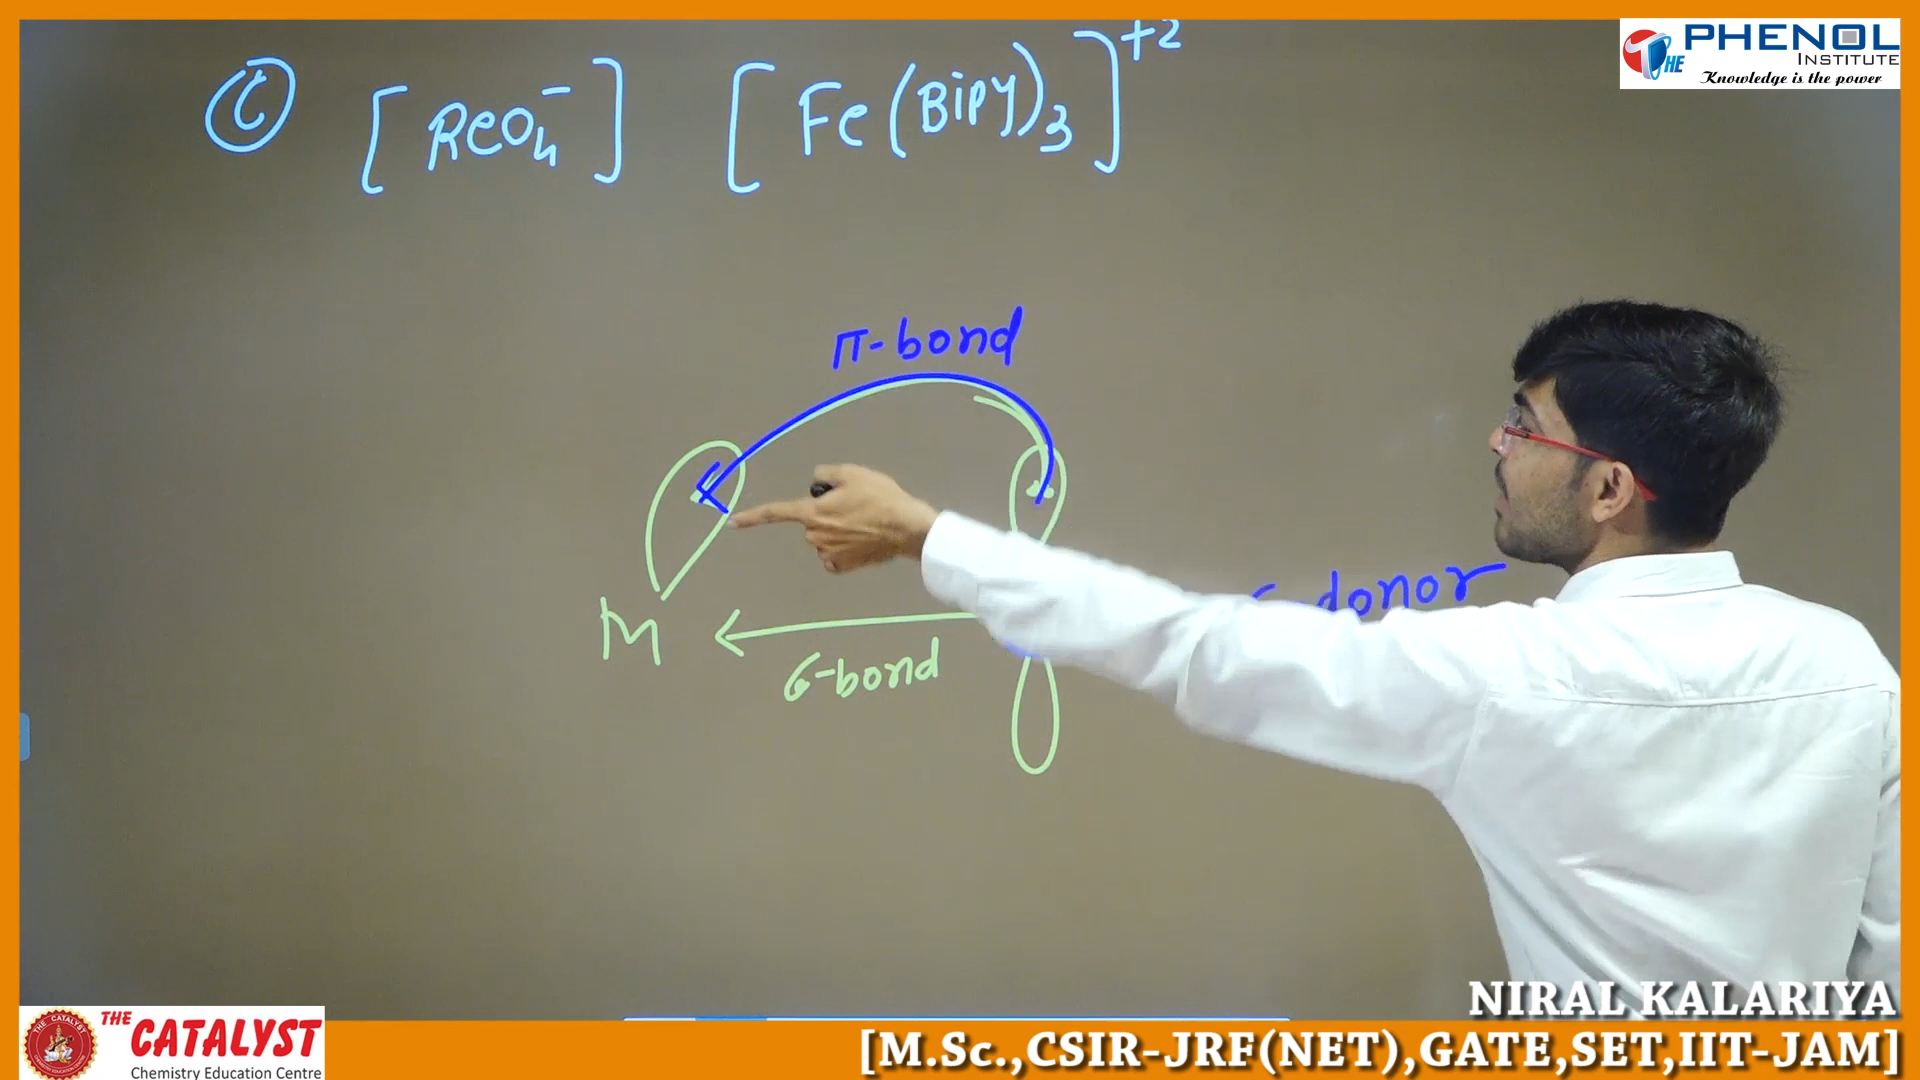 THE PHENOL
INSTITUTE
Knowledge is the power
C [ReO4-] [Fe(Bipy)3]+2
π-bond
donor
M
σ-bond
NIRAL KALARIYA
[M.Sc.,CSIR-JRF(NET),GATE,SET,IIT-JAM]
THE CATALYST
Chemistry Education Centre